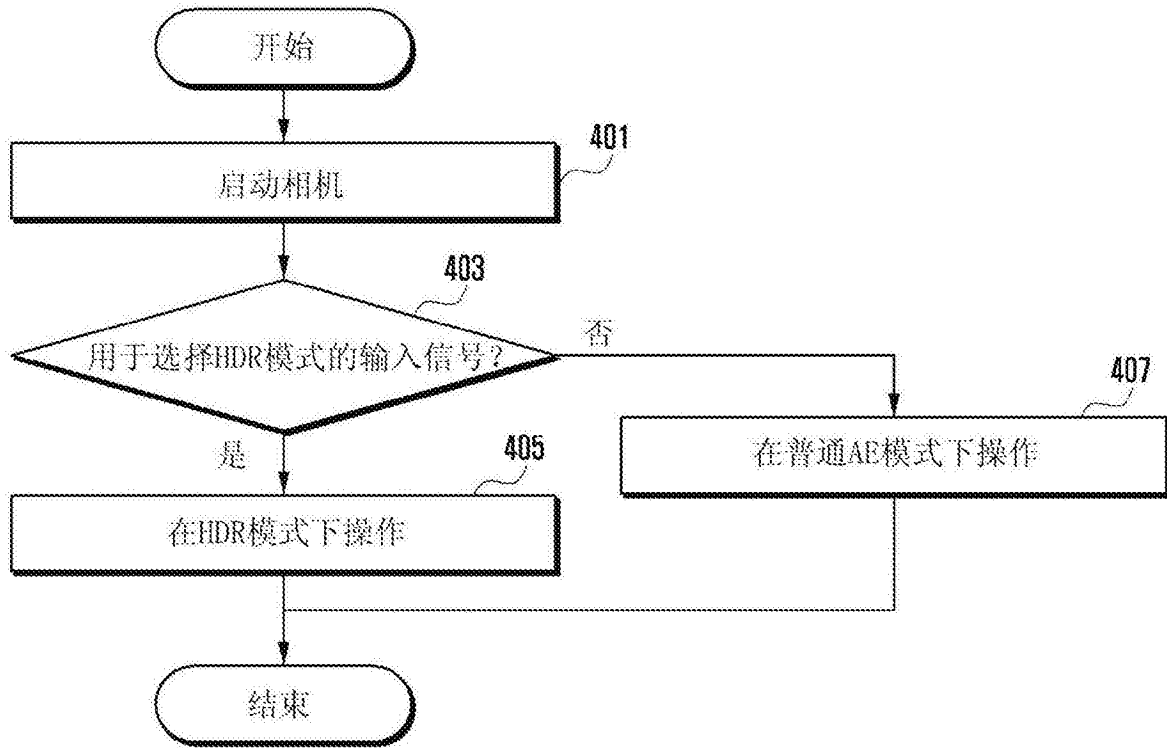 开始
401
启动相机
403
用于选择HDR模式的输入信号?
否
407
在普通AE模式下操作
是
405
在HDR模式下操作
结束